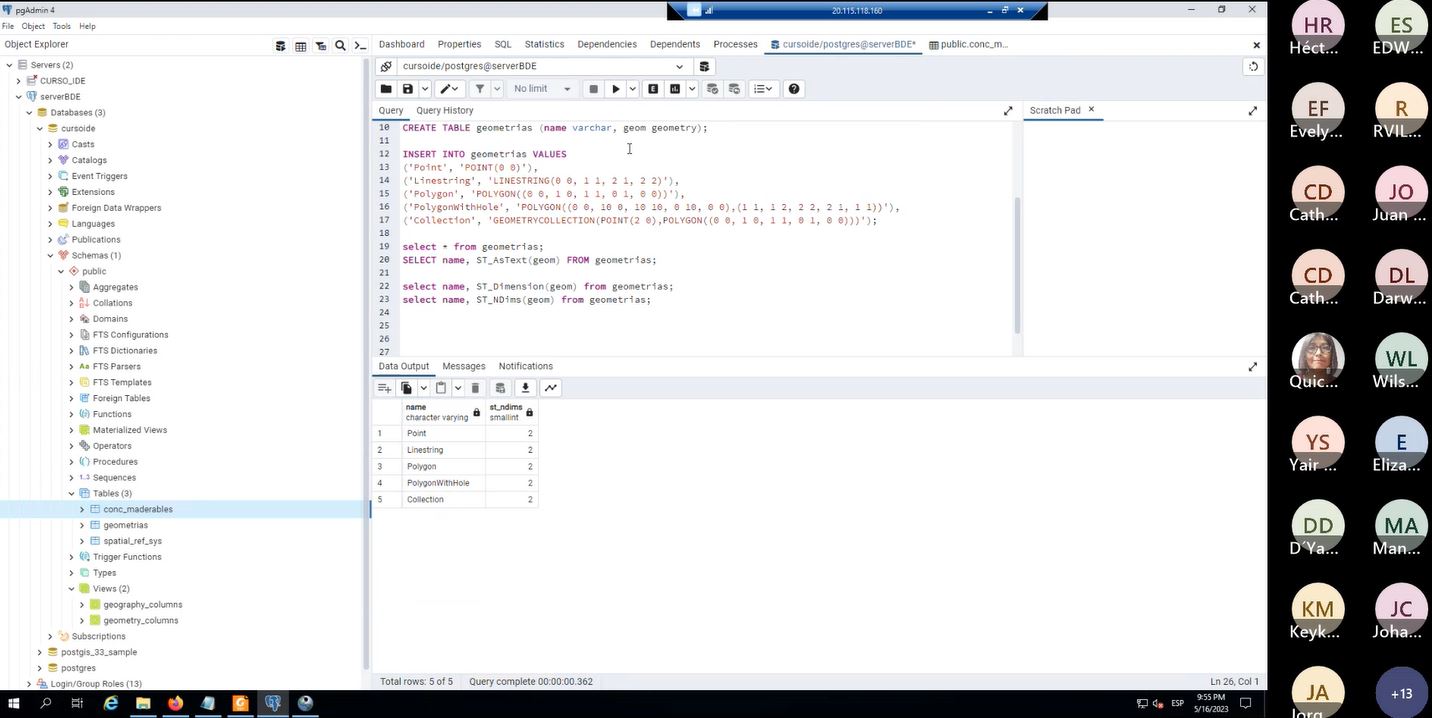 pgAdmin 4
20.115.118.160
File Object Tools Help
Object Explorer
Dashboard Properties SQL Statistics Dependencies Dependents Processes cursoide/postgres@serverBDE* public.conc_m...
Servers (2)
CURSO_IDE
serverBDE
Databases (3)
cursoide
Casts
Catalogs
Event Triggers
Extensions
Foreign Data Wrappers
Languages
Publications
Schemas (1)
public
Aggregates
Collations
Domains
FTS Configurations
FTS Dictionaries
FTS Parsers
FTS Templates
Foreign Tables
Functions
Materialized Views
Operators
Procedures
1..3 Sequences
Tables (3)
conc_maderables
geometrias
spatial_ref_sys
Trigger Functions
Types
Views (2)
geography_columns
geometry_columns
Subscriptions
postgis_33_sample
postgres
Login/Group Roles (13)
cursoide/postgres@serverBDE
No limit
Query Query History
Scratch Pad
10 CREATE TABLE geometrias (name varchar, geom geometry);
11
12 INSERT INTO geometrias VALUES
13 ('Point', 'POINT(0 0)'),
14 ('Linestring', 'LINESTRING(0 0, 1 1, 2 1, 2 2)'),
15 ('Polygon', 'POLYGON((0 0, 1 0, 1 1, 0 1, 0 0))'),
16 ('PolygonWithHole', 'POLYGON((0 0, 10 0, 10 10, 0 10, 0 0),(1 1, 1 2, 2 2, 2 1, 1 1))'),
17 ('Collection', 'GEOMETRYCOLLECTION(POINT(2 0),POLYGON((0 0, 1 0, 1 1, 0 1, 0 0)))');
18
19 select * from geometrias;
20 SELECT name, ST_AsText(geom) FROM geometrias;
21
22 select name, ST_Dimension(geom) from geometrias;
23 select name, ST_NDims(geom) from geometrias;
24
25
26
27
Data Output Messages Notifications
name character varying
st_ndims smallint
1 Point 2
2 Linestring 2
3 Polygon 2
4 PolygonWithHole 2
5 Collection 2
Total rows: 5 of 5 Query complete 00:00:00.362
Ln 26, Col 1
ESP
9:55 PM
5/16/2023
HR ES
Héct... EDW...
EF R
Evely... RVIL...
CD JO
Cath... Juan ...
CD DL
Cath... Darw...
WL
Quic... Wils...
YS E
Yair ... Eliza...
DD MA
D´Ya... Man...
KM JC
Keyk... Joha...
JA +13
Jorg...